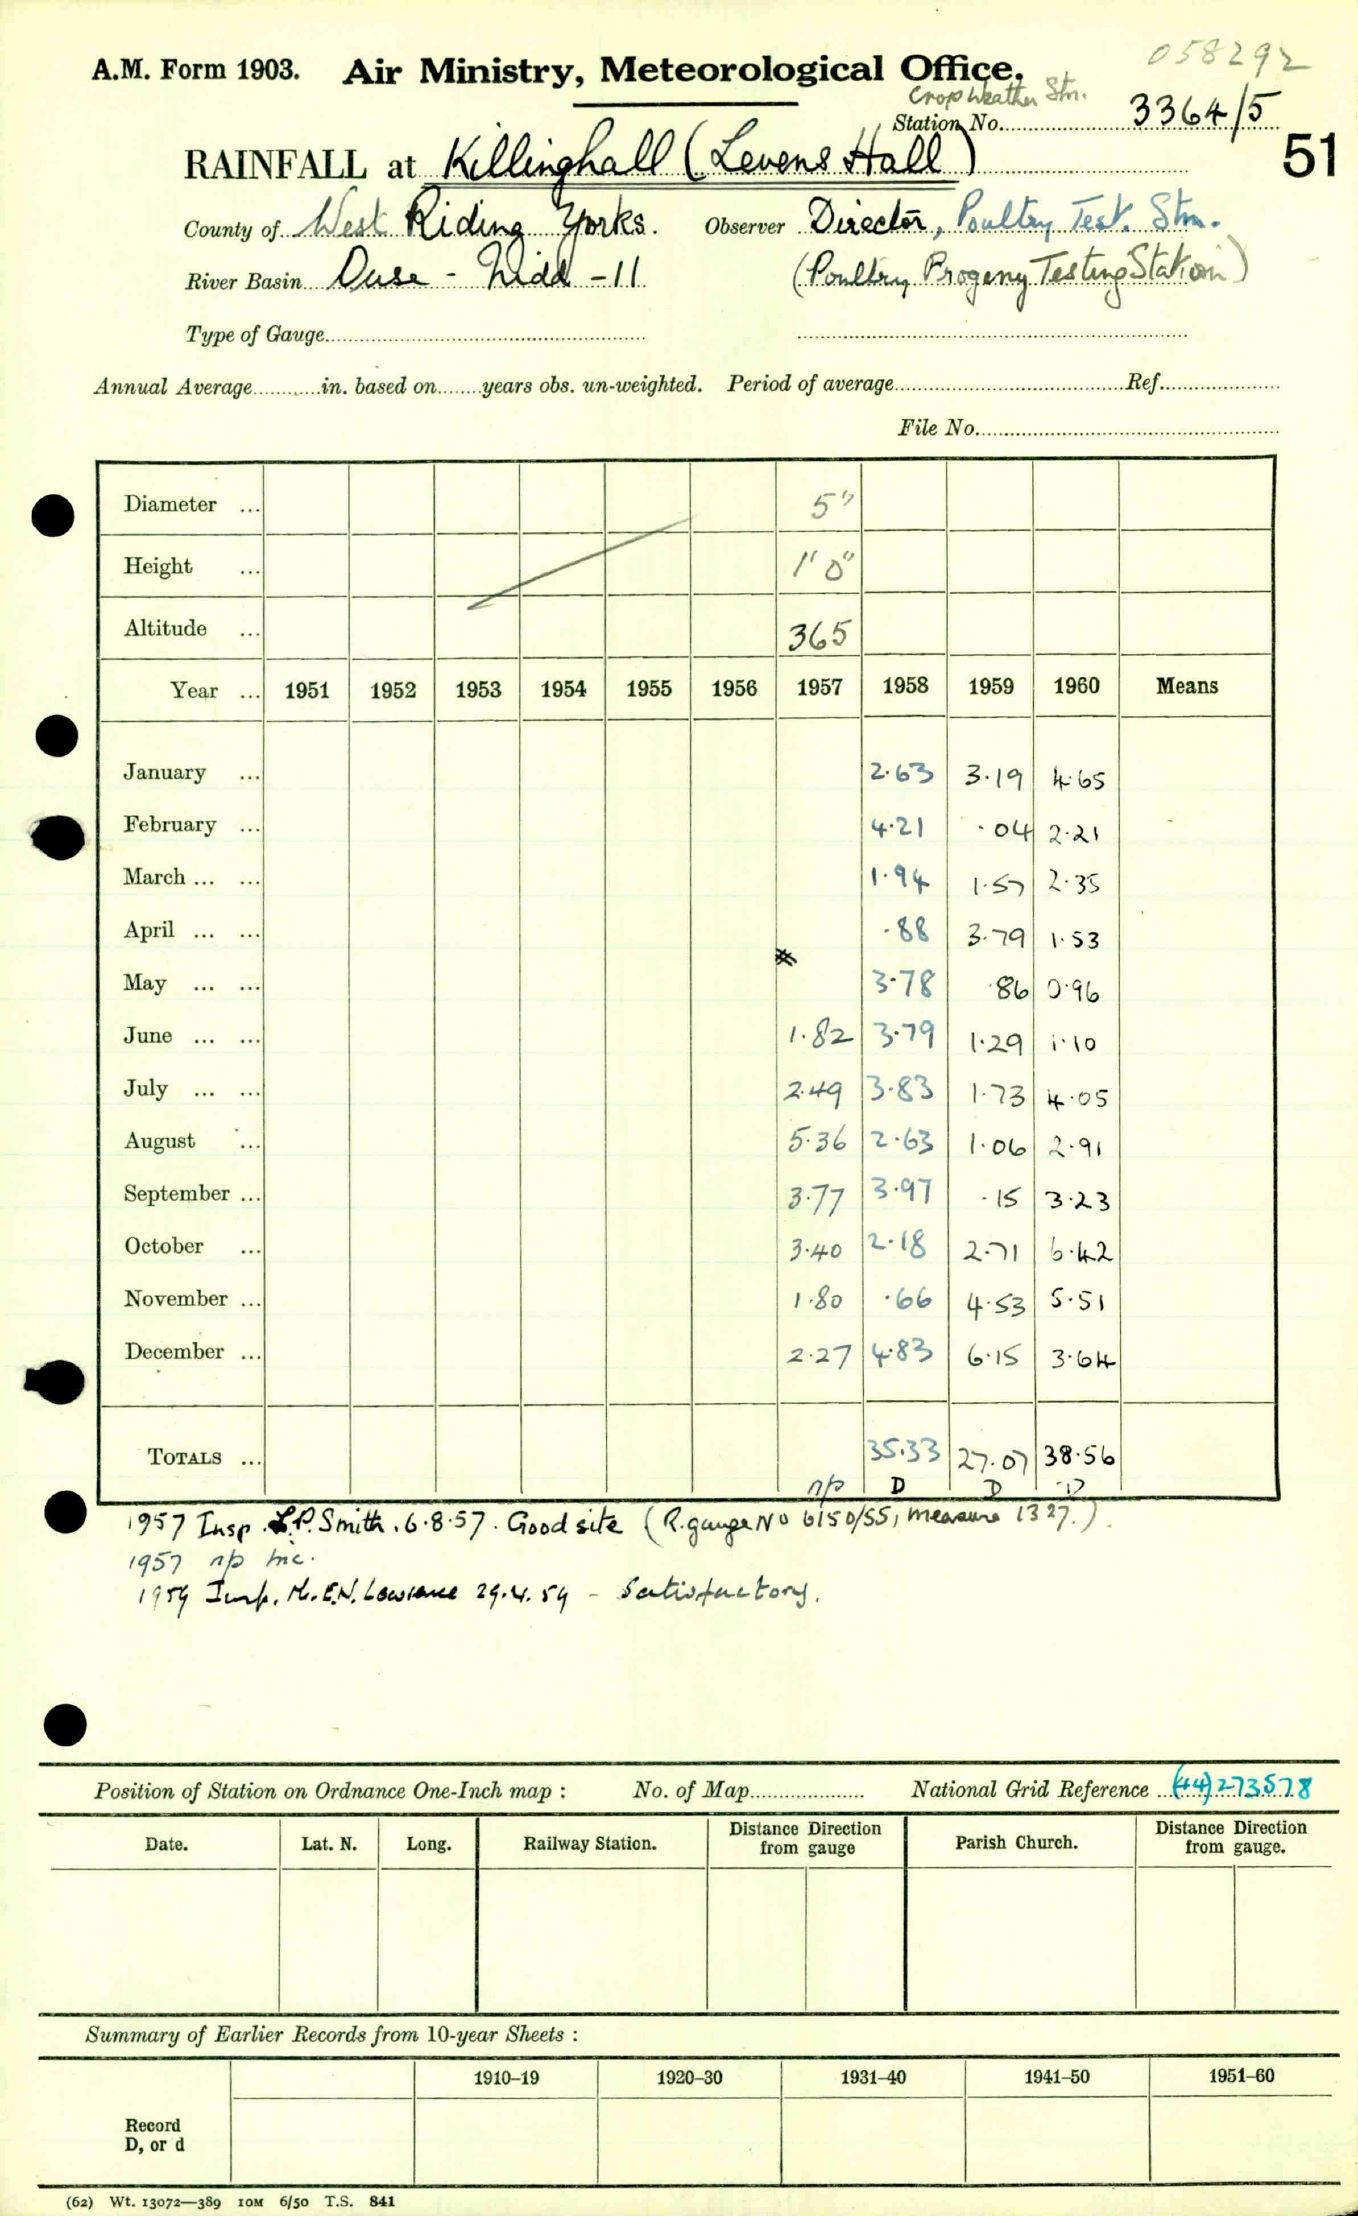 058292
A.M. Form 1903. Air Ministry, Meteorological Office.
Crop Weather Stn.
Station No. 3364/5
51
RAINFALL at Killinghall (Levens Hall)
County of West Riding Yorks. Observer Director, Poultry Test. Stn.
River Basin Ouse - Nidd - 11 (Poultry Progeny Testing Station)
Type of Gauge
Annual Average in. based on years obs. un-weighted. Period of average Ref.
File No.
Diameter ... 5"
Height ... 1' 0"
Altitude ... 365
Year ... 1951 1952 1953 1954 1955 1956 1957 1958 1959 1960 Means
January ... 2.63 3.19 4.65
February ... 4.21 .04 2.21
March ... ... 1.94 1.57 2.35
April ... ... .88 3.79 1.53
May ... ... 3.78 .86 0.96
June ... ... 1.82 3.79 1.29 1.10
July ... ... 2.49 3.83 1.73 4.05
August ... 5.36 2.63 1.06 2.91
September ... 3.77 3.97 .15 3.23
October ... 3.40 2.18 2.71 6.42
November ... 1.80 .66 4.53 5.51
December ... 2.27 4.83 6.15 3.64
TOTALS ... 35.33 27.07 38.56
n/p D D D
1957 Insp. L.P. Smith. 6.8.57. Good site (R. gauge No 6150/55, measure 1327.).
1957 n/p inc.
1959 Insp. M. E.N. Lawrance 29.4.59 - Satisfactory.
Position of Station on Ordnance One-Inch map : No. of Map National Grid Reference (44)273578
Date. Lat. N. Long. Railway Station. Distance from Direction gauge Parish Church. Distance from Direction gauge.
Summary of Earlier Records from 10-year Sheets :
1910–19 1920–30 1931–40 1941–50 1951–60
Record
D, or d
(62) Wt. 13072—389 10M 6/50 T.S. 841